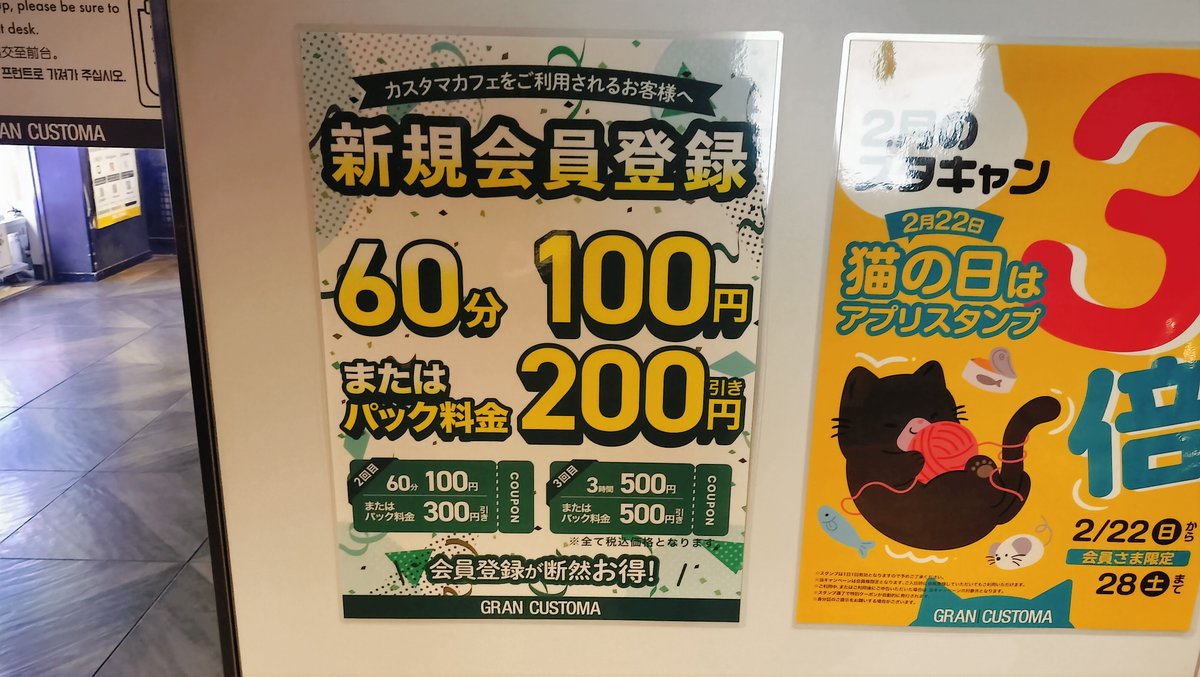 p, please be sure to
t desk.
交至前台。
프런트로 가져가 주십시오.
AN CUSTOMA
カスタマカフェをご利用されるお客様へ
新規会員登録
60分 100円
または
パック料金 200円引き
2回目
60分 100円
または
パック料金 300円引き
COUPON
3回目
3時間 500円
または
パック料金 500円引き
COUPON
※全て税込価格となります。
会員登録が断然お得!
GRAN CUSTOMA
2月の
スタキャン
2月22日
猫の日は
アプリスタンプ
3倍
2/22日から
会員さま限定
28土まで
GRAN CUSTOMA